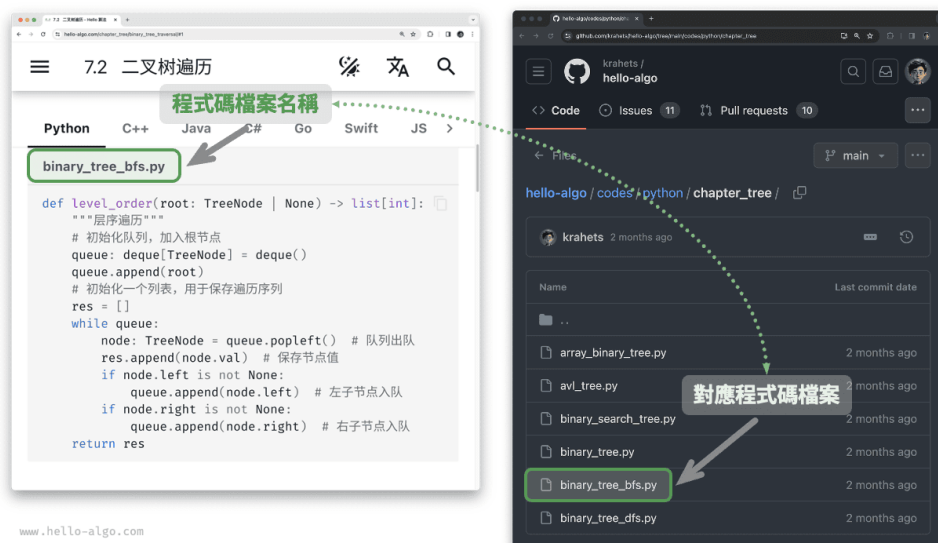 7.2 二叉树遍历 - Hello 算法
hello-algo.com/chapter_tree/binary_tree_traversal/#1
7.2 二叉树遍历
程式碼檔案名稱
Python C++ Java C# Go Swift JS
binary_tree_bfs.py
def level_order(root: TreeNode | None) -> list[int]:
"""层序遍历"""
# 初始化队列，加入根节点
queue: deque[TreeNode] = deque()
queue.append(root)
# 初始化一个列表，用于保存遍历序列
res = []
while queue:
node: TreeNode = queue.popleft()  # 队列出队
res.append(node.val)  # 保存节点值
if node.left is not None:
queue.append(node.left)  # 左子节点入队
if node.right is not None:
queue.append(node.right)  # 右子节点入队
return res
www.hello-algo.com
hello-algo/codes/python/cha
github.com/krahets/hello-algo/tree/main/codes/python/chapter_tree
krahets /
hello-algo
Code Issues 11 Pull requests 10
Files main
hello-algo / codes / python / chapter_tree /
krahets 2 months ago
Name Last commit date
..
array_binary_tree.py 2 months ago
avl_tree.py 2 months ago
對應程式碼檔案
binary_search_tree.py 2 months ago
binary_tree.py 2 months ago
binary_tree_bfs.py 2 months ago
binary_tree_dfs.py 2 months ago